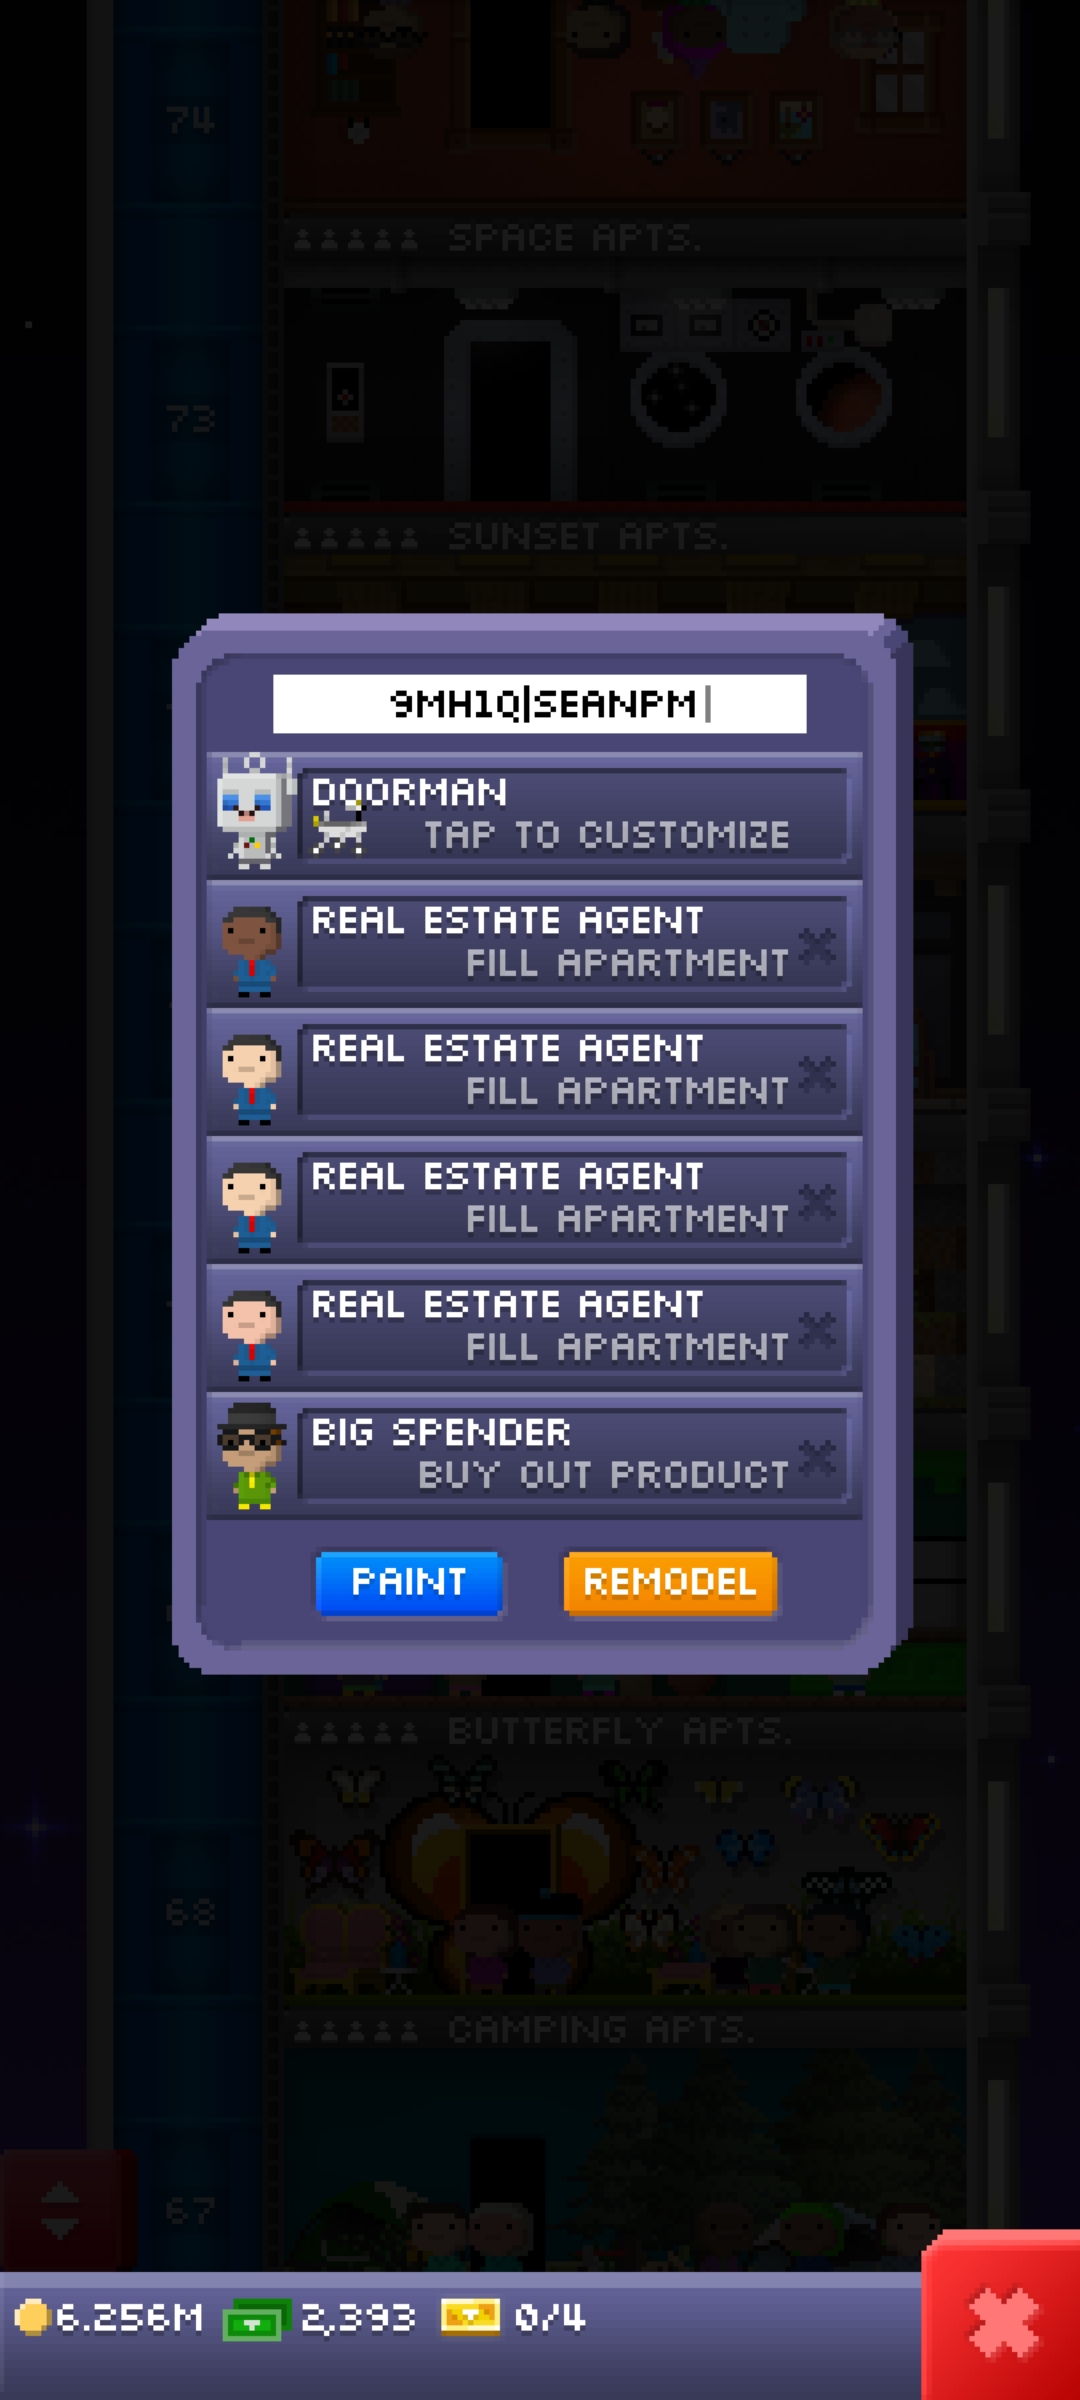 74
SPACE APTS.
73
SUNSET APTS.
9MH1Q|SEANPM|
DOORMAN
TAP TO CUSTOMIZE
REAL ESTATE AGENT
FILL APARTMENT
REAL ESTATE AGENT
FILL APARTMENT
REAL ESTATE AGENT
FILL APARTMENT
REAL ESTATE AGENT
FILL APARTMENT
BIG SPENDER
BUY OUT PRODUCT
PAINT REMODEL
BUTTERFLY APTS.
68
CAMPING APTS.
67
6.256M 2,393 0/4